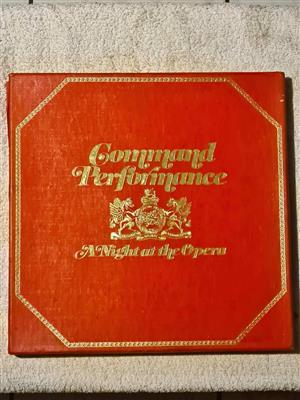 Command
Performance
A Night at the Opera